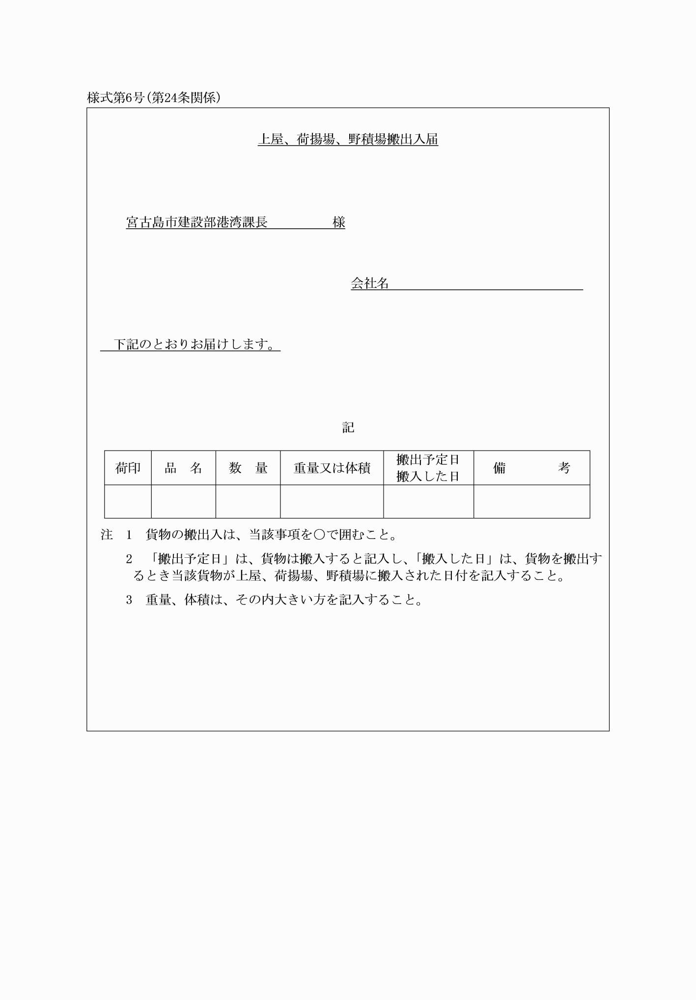 様式第6号(第24条関係)
上屋、荷揚場、野積場搬出入届
宮古島市建設部港湾課長　　　　　様
会社名
下記のとおりお届けします。
記
荷印
品　名
数　量
重量又は体積
搬出予定日
搬入した日
備　　　　考
注　1　貨物の搬出入は、当該事項を〇で囲むこと。
2　「搬出予定日」は、貨物は搬入すると記入し、「搬入した日」は、貨物を搬出す
るとき当該貨物が上屋、荷揚場、野積場に搬入された日付を記入すること。
3　重量、体積は、その内大きい方を記入すること。